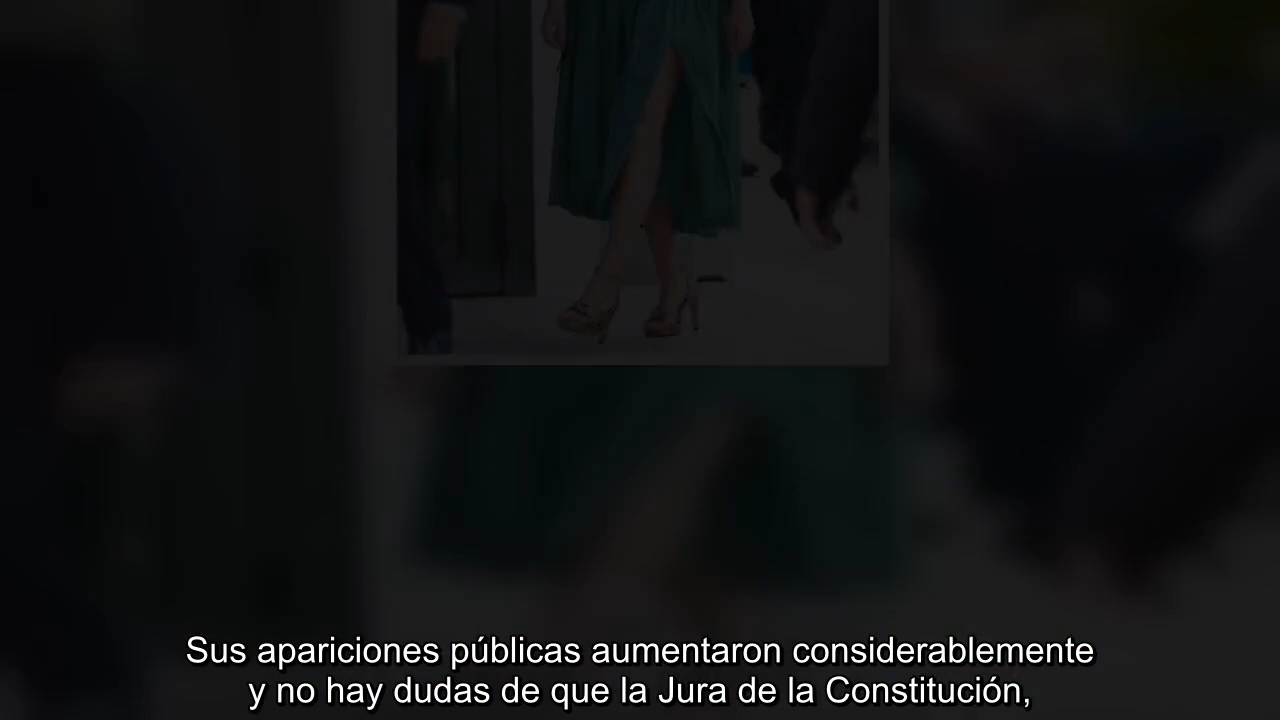 Sus apariciones públicas aumentaron considerablemente
y no hay dudas de que la Jura de la Constitución,